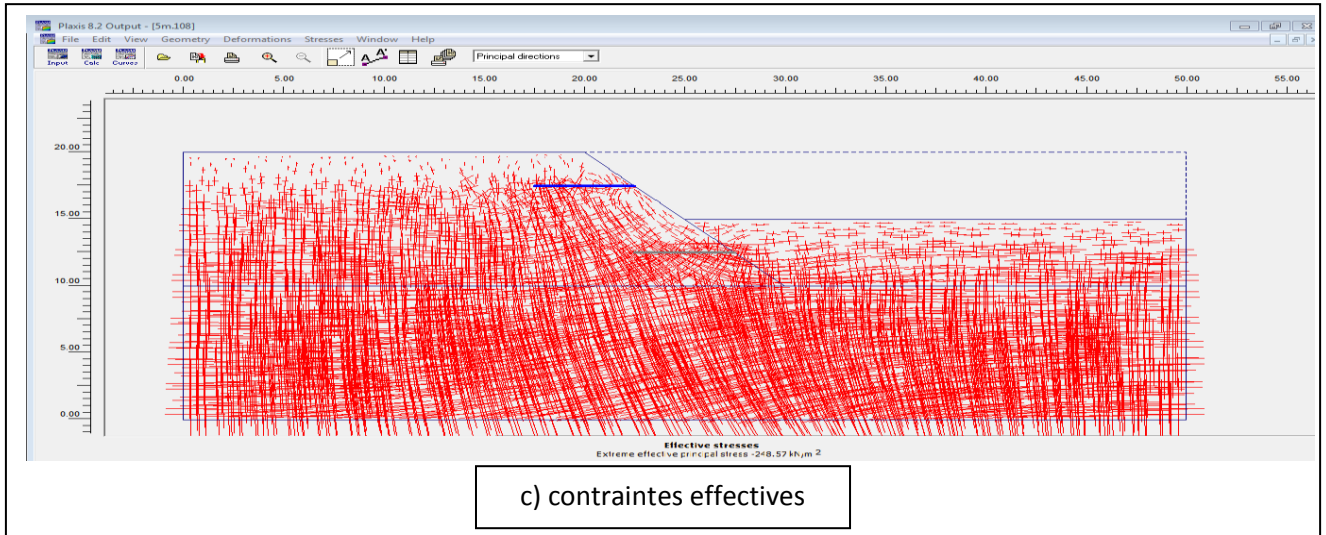 Plaxis 8.2 Output - [5m.108]
File Edit View Geometry Deformations Stresses Window Help
Input Calc Curves Principal directions
0.00 5.00 10.00 15.00 20.00 25.00 30.00 35.00 40.00 45.00 50.00 55.00
20.00
15.00
10.00
5.00
0.00
Effective stresses
Extreme effective principal stress -248.57 kN/m 2
c) contraintes effectives